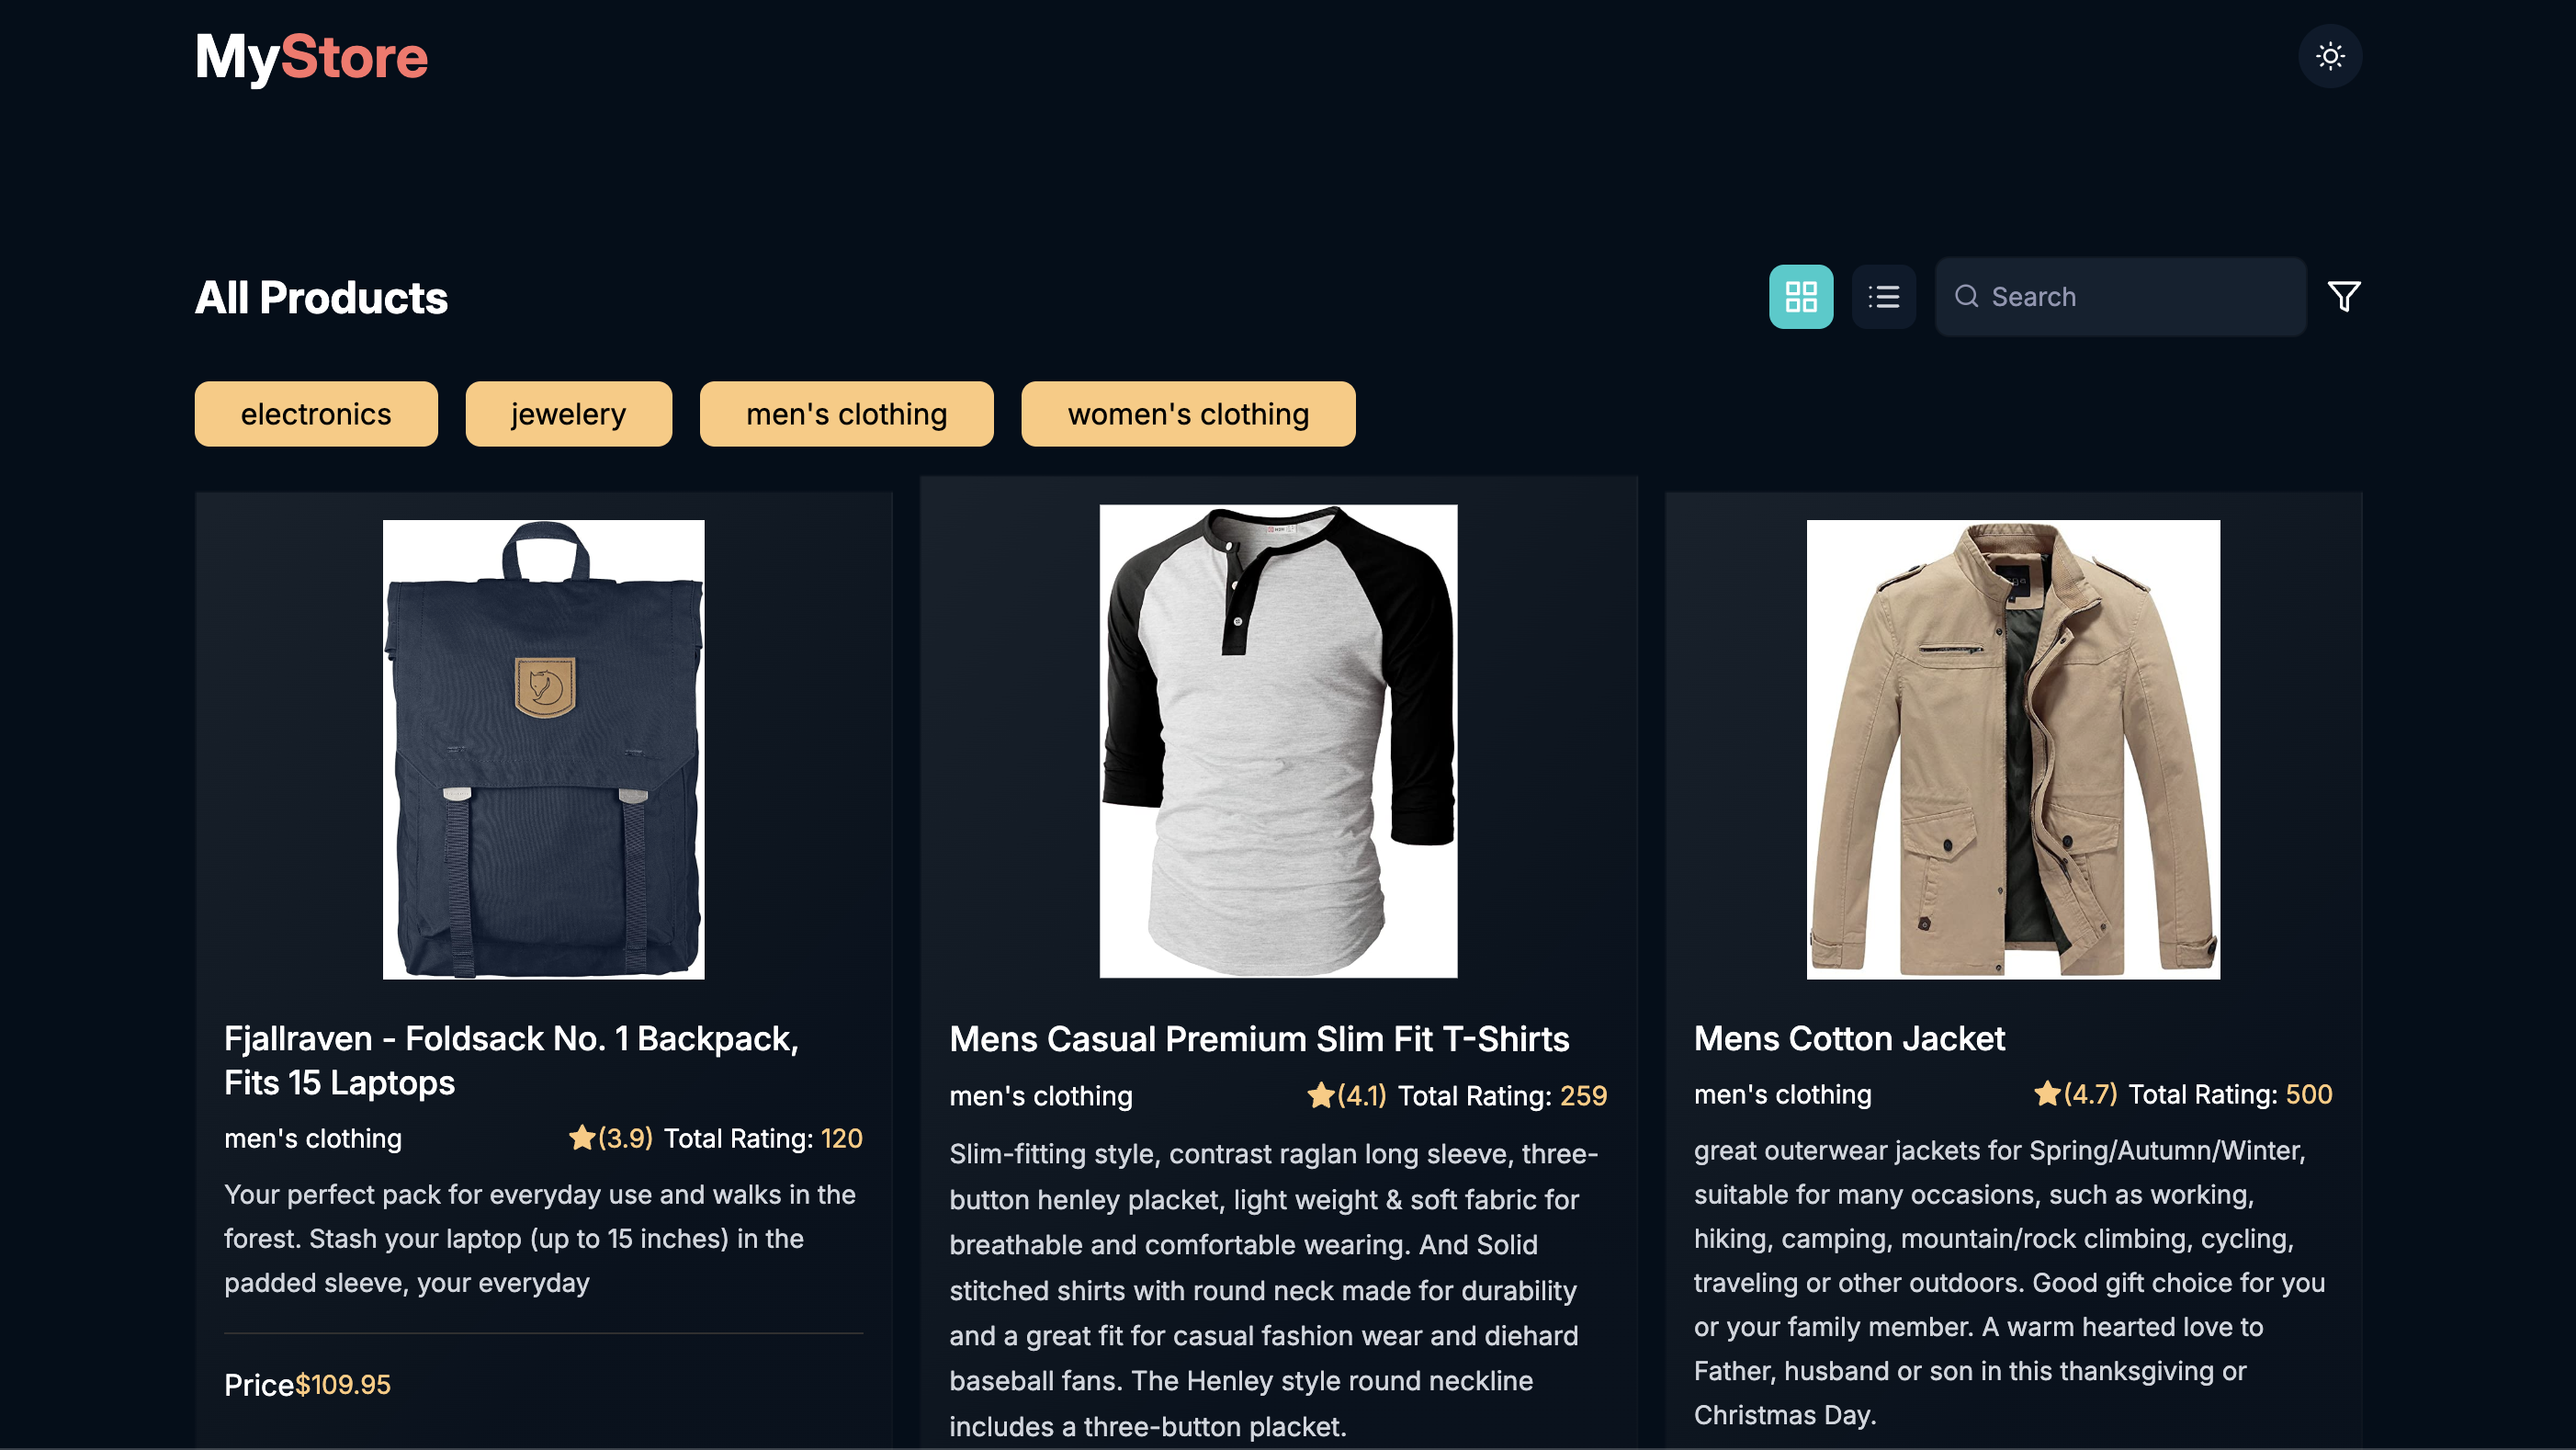 MyStore
All Products
Search
electronics
jewelery
men's clothing
women's clothing
Fjallraven - Foldsack No. 1 Backpack,
Fits 15 Laptops
men's clothing
(3.9) Total Rating: 120
Your perfect pack for everyday use and walks in the
forest. Stash your laptop (up to 15 inches) in the
padded sleeve, your everyday
Price$109.95
Mens Casual Premium Slim Fit T-Shirts
men's clothing
(4.1) Total Rating: 259
Slim-fitting style, contrast raglan long sleeve, three-
button henley placket, light weight & soft fabric for
breathable and comfortable wearing. And Solid
stitched shirts with round neck made for durability
and a great fit for casual fashion wear and diehard
baseball fans. The Henley style round neckline
includes a three-button placket.
Mens Cotton Jacket
men's clothing
(4.7) Total Rating: 500
great outerwear jackets for Spring/Autumn/Winter,
suitable for many occasions, such as working,
hiking, camping, mountain/rock climbing, cycling,
traveling or other outdoors. Good gift choice for you
or your family member. A warm hearted love to
Father, husband or son in this thanksgiving or
Christmas Day.